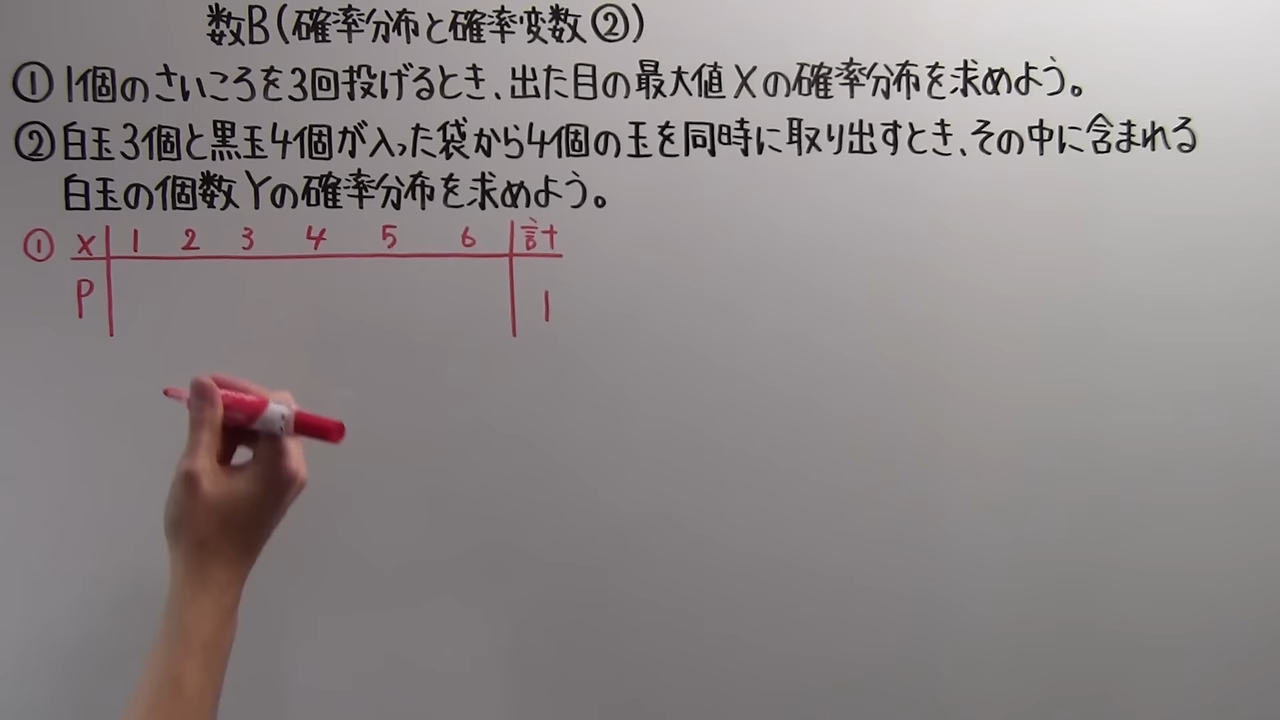 数B(確率分布と確率変数②)
① 1個のさいころを3回投げるとき、出た目の最大値Xの確率分布を求めよう。
② 白玉3個と黒玉4個が入った袋から4個の玉を同時に取り出すとき、その中に含まれる
白玉の個数Yの確率分布を求めよう。
① X 1 2 3 4 5 6 計
P 1